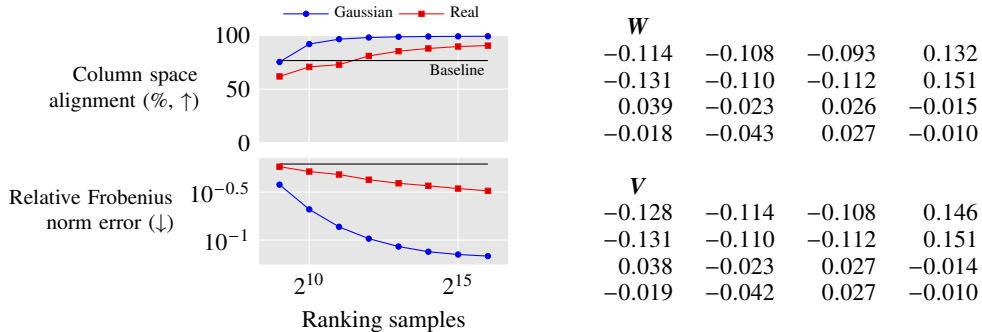 Gaussian Real
100
50
0
Column space
alignment (%, ↑)
Baseline
10^−0.5
10^−1
Relative Frobenius
norm error (↓)
2^10 2^15
Ranking samples
W
−0.114 −0.108 −0.093 0.132
−0.131 −0.110 −0.112 0.151
0.039 −0.023 0.026 −0.015
−0.018 −0.043 0.027 −0.010
V
−0.128 −0.114 −0.108 0.146
−0.131 −0.110 −0.112 0.151
0.038 −0.023 0.027 −0.014
−0.019 −0.042 0.027 −0.010